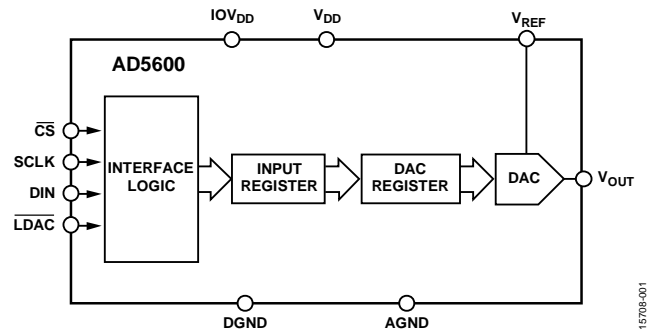 IOVDD
VDD
VREF
AD5600
CS
SCLK
DIN
LDAC
INTERFACE
LOGIC
INPUT
REGISTER
DAC
REGISTER
DAC
VOUT
DGND
AGND
15708-001